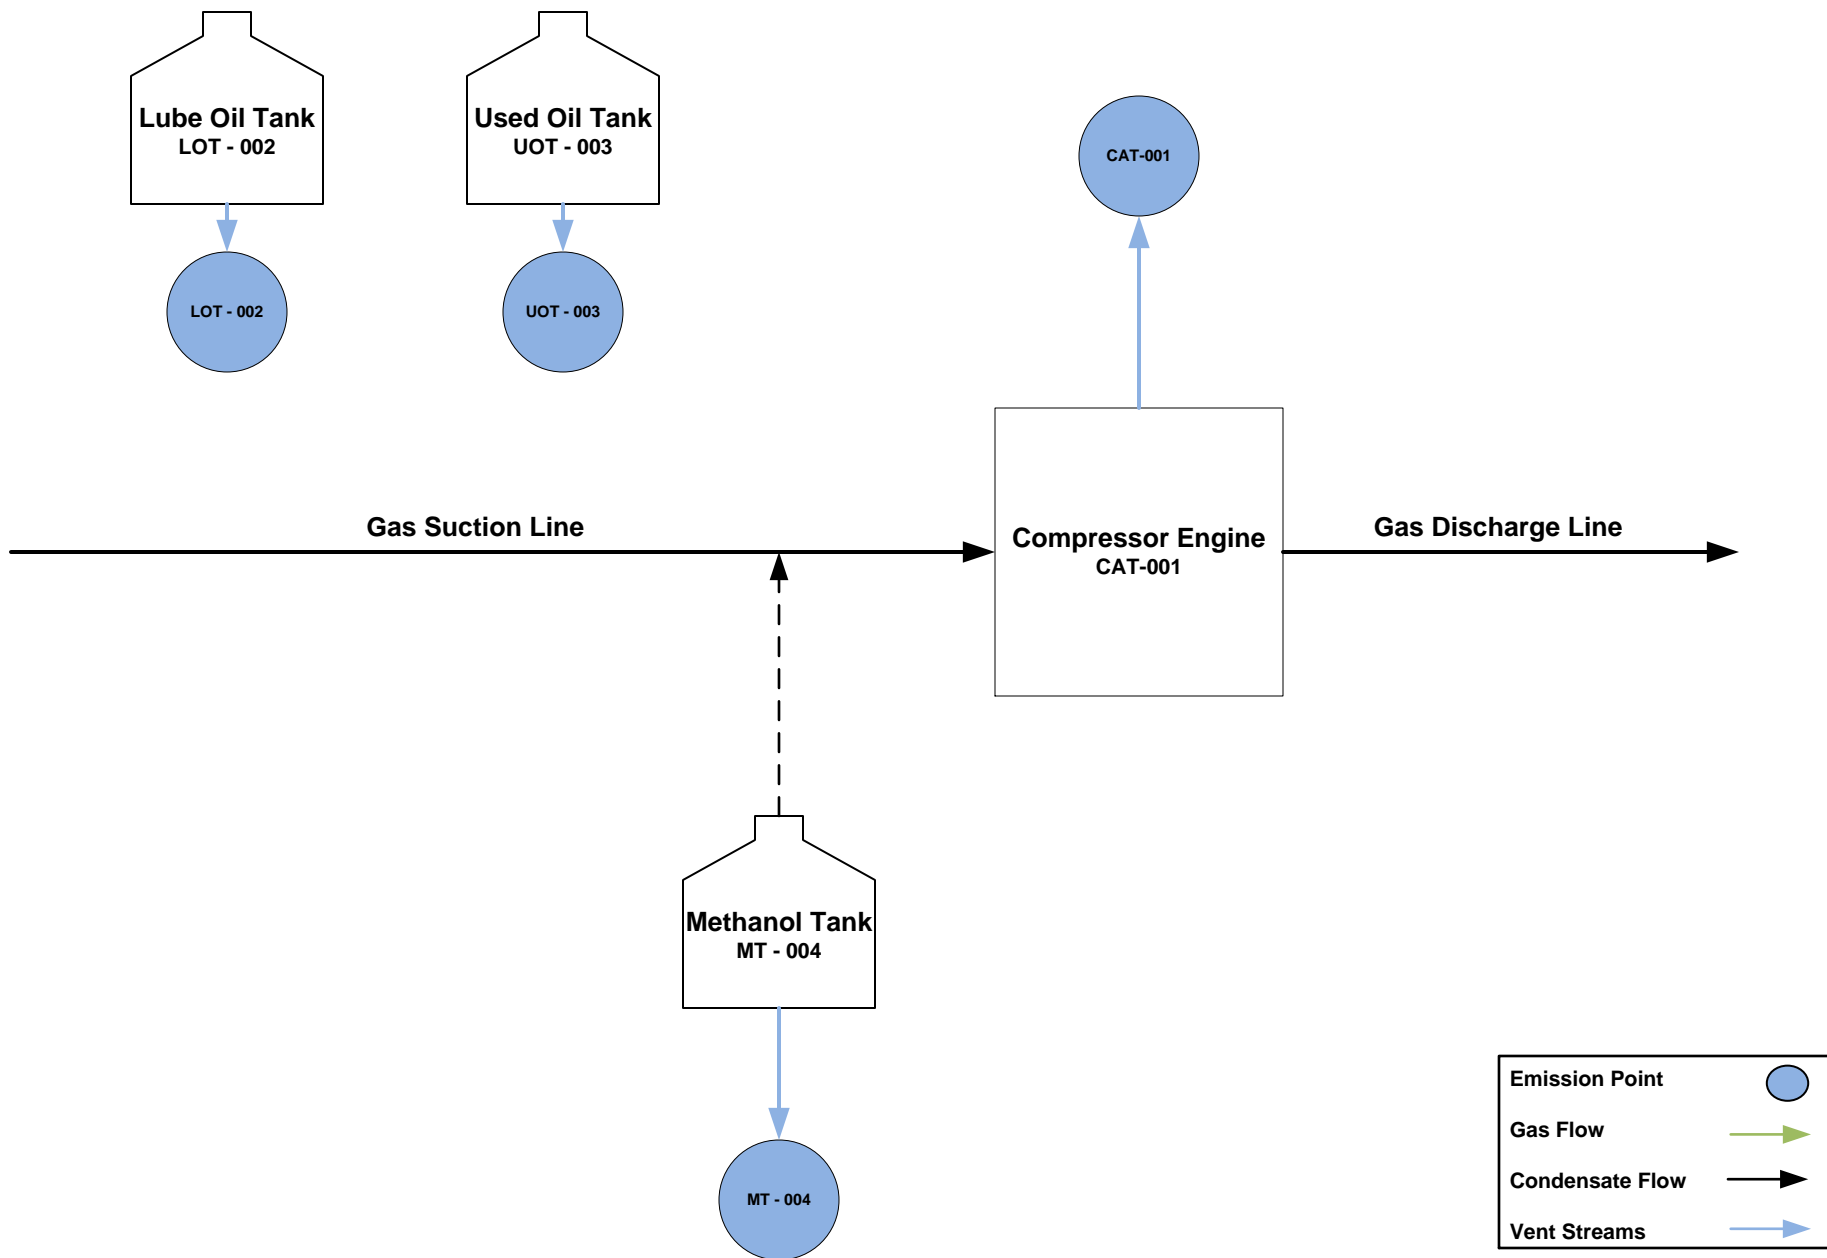 Lube Oil Tank
LOT - 002
Used Oil Tank
UOT - 003
CAT-001
LOT - 002
UOT - 003
Gas Suction Line
Compressor Engine
CAT-001
Gas Discharge Line
Methanol Tank
MT - 004
MT - 004
Emission Point
Gas Flow
Condensate Flow
Vent Streams